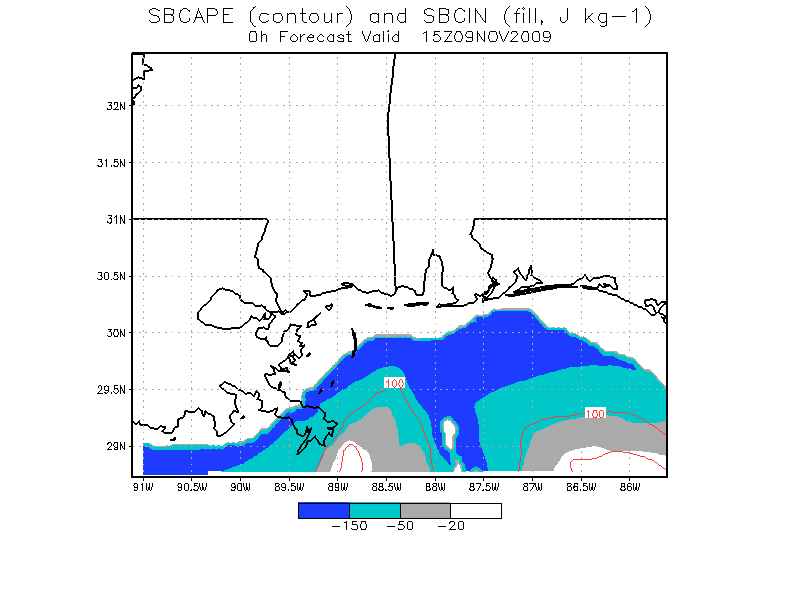 SBCAPE (contour) and SBCIN (fill, J kg−1)
0h Forecast Valid 15Z09NOV2009
32N
31.5N
31N
30.5N
30N
29.5N
29N
100
100
91W 90.5W 90W 89.5W 89W 88.5W 88W 87.5W 87W 86.5W 86W
−150 −50 −20